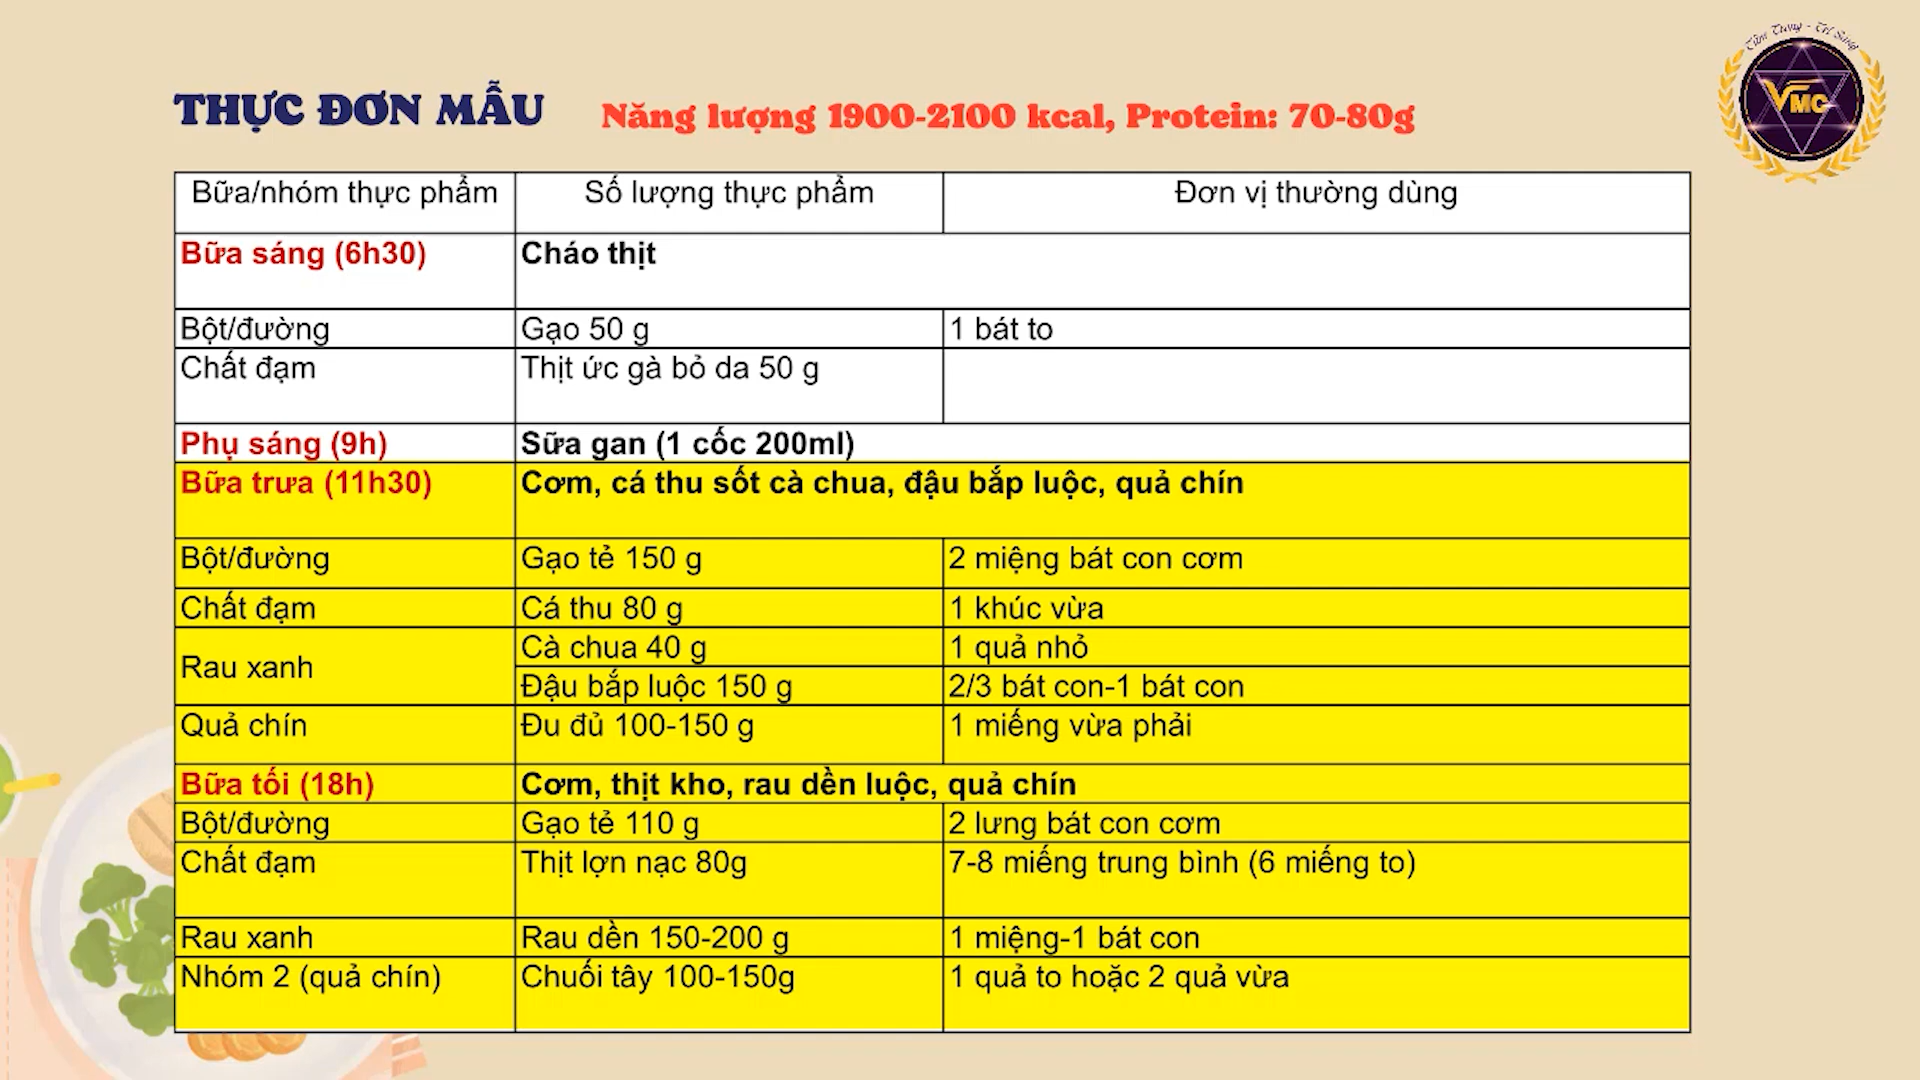 Tâm Trung - Trí Sáng
VMC
THỰC ĐƠN MẪU
Năng lượng 1900-2100 kcal, Protein: 70-80g
Bữa/nhóm thực phẩm Số lượng thực phẩm Đơn vị thường dùng
Bữa sáng (6h30) Cháo thịt
Bột/đường Gạo 50 g 1 bát to
Chất đạm Thịt ức gà bỏ da 50 g
Phụ sáng (9h) Sữa gan (1 cốc 200ml)
Bữa trưa (11h30) Cơm, cá thu sốt cà chua, đậu bắp luộc, quả chín
Bột/đường Gạo tẻ 150 g 2 miệng bát con cơm
Chất đạm Cá thu 80 g 1 khúc vừa
Rau xanh Cà chua 40 g 1 quả nhỏ
Đậu bắp luộc 150 g 2/3 bát con-1 bát con
Quả chín Đu đủ 100-150 g 1 miếng vừa phải
Bữa tối (18h) Cơm, thịt kho, rau dền luộc, quả chín
Bột/đường Gạo tẻ 110 g 2 lưng bát con cơm
Chất đạm Thịt lợn nạc 80g 7-8 miếng trung bình (6 miếng to)
Rau xanh Rau dền 150-200 g 1 miệng-1 bát con
Nhóm 2 (quả chín) Chuối tây 100-150g 1 quả to hoặc 2 quả vừa